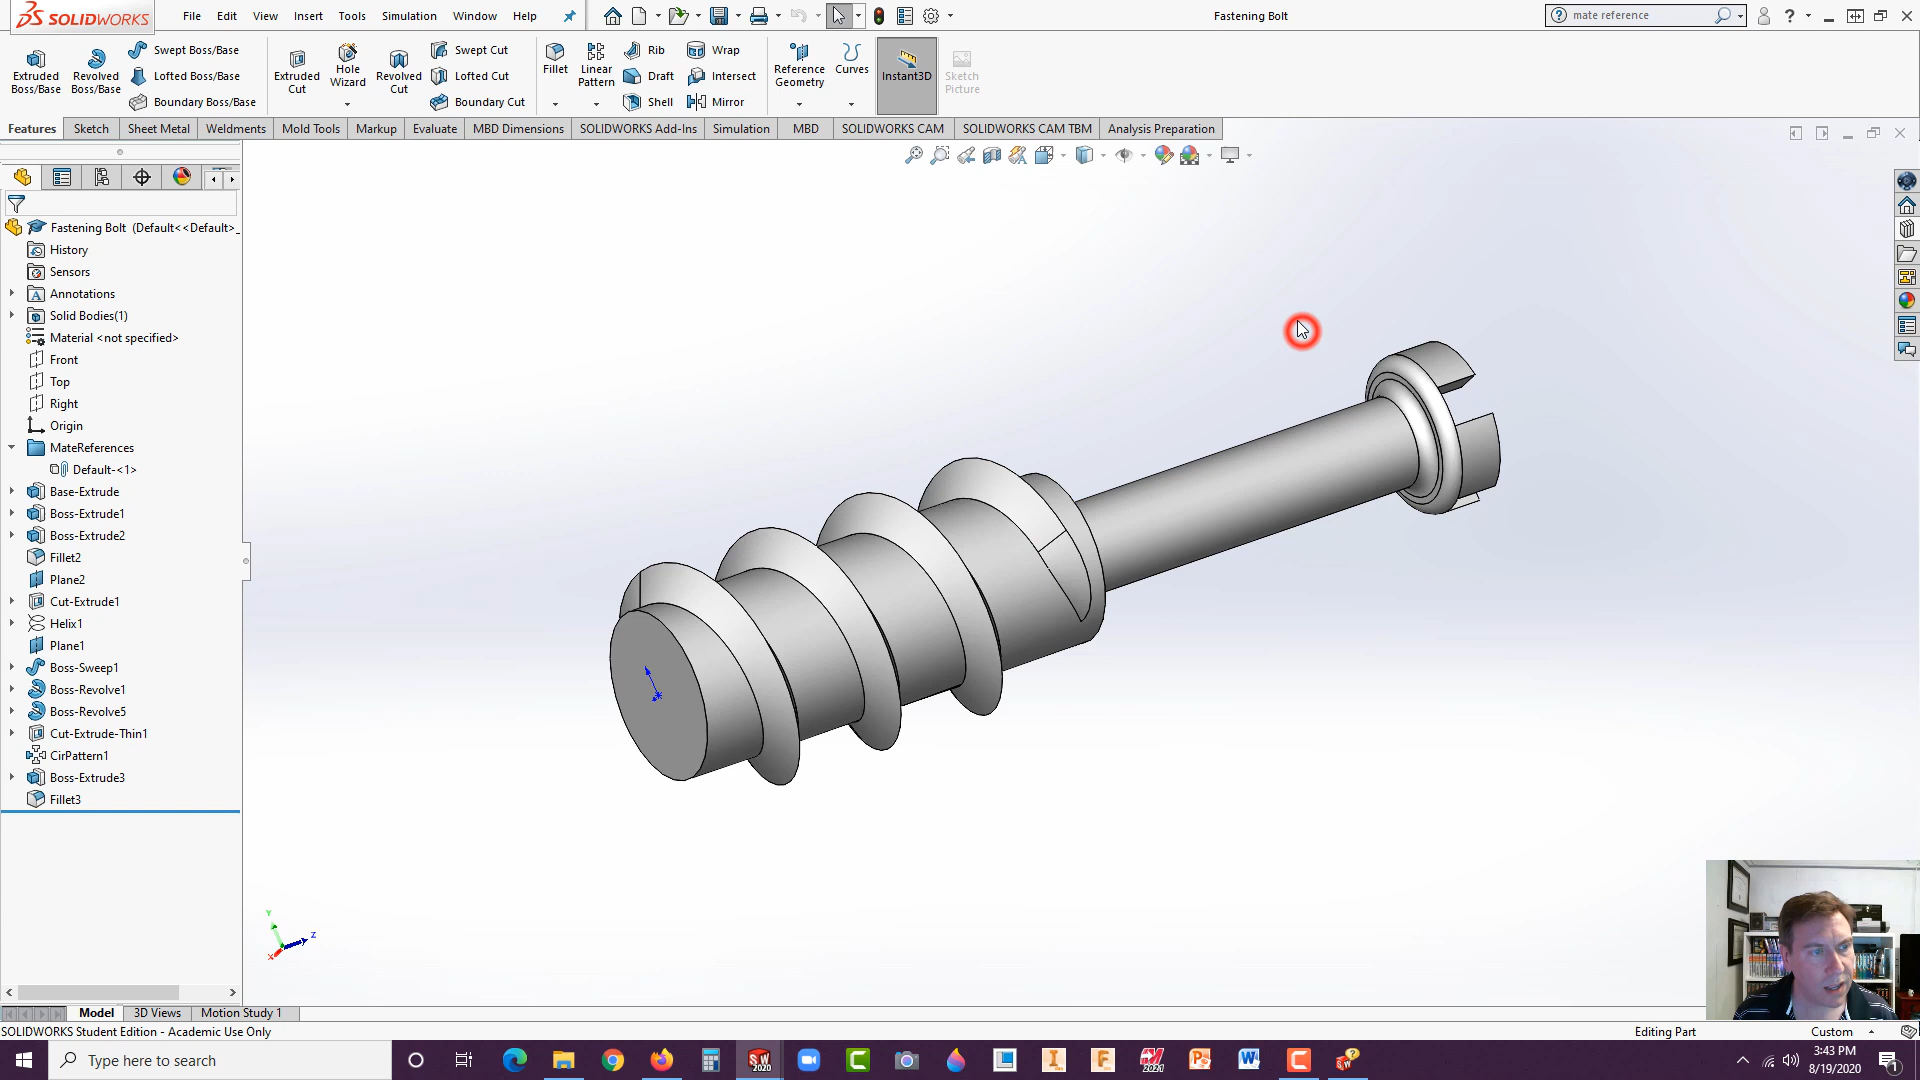 SOLIDWORKS
File Edit View Insert Tools Simulation Window Help
Fastening Bolt
mate reference
Extruded Boss/Base
Revolved Boss/Base
Swept Boss/Base
Lofted Boss/Base
Boundary Boss/Base
Extruded Cut
Hole Wizard
Revolved Cut
Swept Cut
Lofted Cut
Boundary Cut
Fillet
Linear Pattern
Rib
Draft
Shell
Wrap
Intersect
Mirror
Reference Geometry
Curves
Instant3D
Sketch Picture
Features Sketch Sheet Metal Weldments Mold Tools Markup Evaluate MBD Dimensions SOLIDWORKS Add-Ins Simulation MBD SOLIDWORKS CAM SOLIDWORKS CAM TBM Analysis Preparation
Fastening Bolt (Default<<Default>_
History
Sensors
Annotations
Solid Bodies(1)
Material <not specified>
Front
Top
Right
Origin
MateReferences
Default-<1>
Base-Extrude
Boss-Extrude1
Boss-Extrude2
Fillet2
Plane2
Cut-Extrude1
Helix1
Plane1
Boss-Sweep1
Boss-Revolve1
Boss-Revolve5
Cut-Extrude-Thin1
CirPattern1
Boss-Extrude3
Fillet3
Y
Z
X
Model 3D Views Motion Study 1
SOLIDWORKS Student Edition - Academic Use Only
Editing Part
Custom
Type here to search
SW 2020
2021
3:43 PM
8/19/2020
1